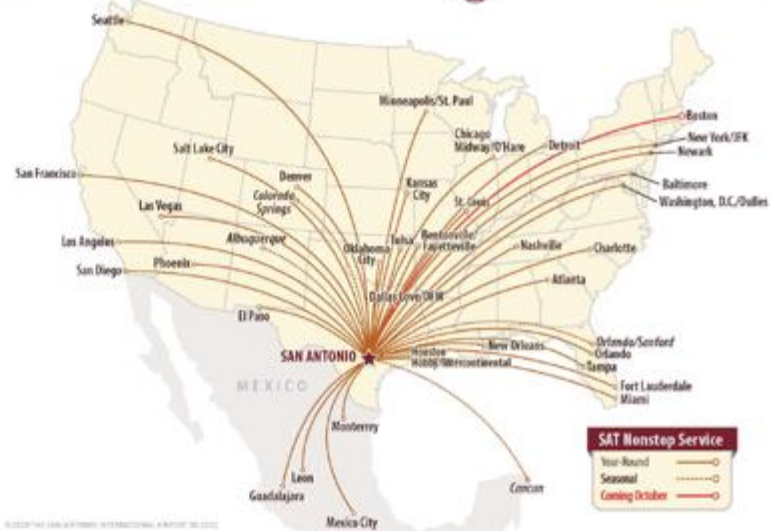 Seattle
Minneapolis/St. Paul
Boston
Chicago
Midway/O'Hare
Detroit
New York/JFK
Newark
Salt Lake City
San Francisco
Denver
Colorado
Springs
Kansas
City
St. Louis
Baltimore
Washington, D.C./Dulles
Las Vegas
Los Angeles
Albuquerque
Oklahoma
City
Tulsa
Bentonville/
Fayetteville
Nashville
Charlotte
San Diego
Phoenix
Atlanta
Dallas Love/DFW
El Paso
SAN ANTONIO
Houston
Hobby/Intercontinental
New Orleans
Orlando/Sanford
Orlando
Tampa
Fort Lauderdale
Miami
MEXICO
Monterrey
Leon
Guadalajara
Mexico City
Cancun
SAT Nonstop Service
Year-Round
Seasonal
Coming October